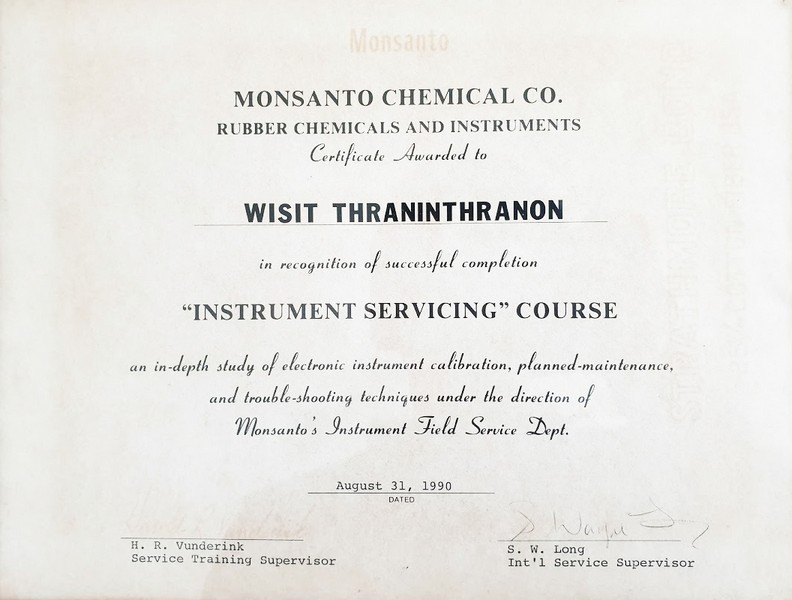 Monsanto
MONSANTO CHEMICAL CO.
RUBBER CHEMICALS AND INSTRUMENTS
Certificate Awarded to
WISIT THRANINTHRANON
in recognition of successful completion
“INSTRUMENT SERVICING” COURSE
an in-depth study of electronic instrument calibration, planned-maintenance,
and trouble-shooting techniques under the direction of
Monsanto's Instrument Field Service Dept.
August 31, 1990
DATED
S. Wayne Long
H. R. Vunderink
Service Training Supervisor
S. W. Long
Int'l Service Supervisor